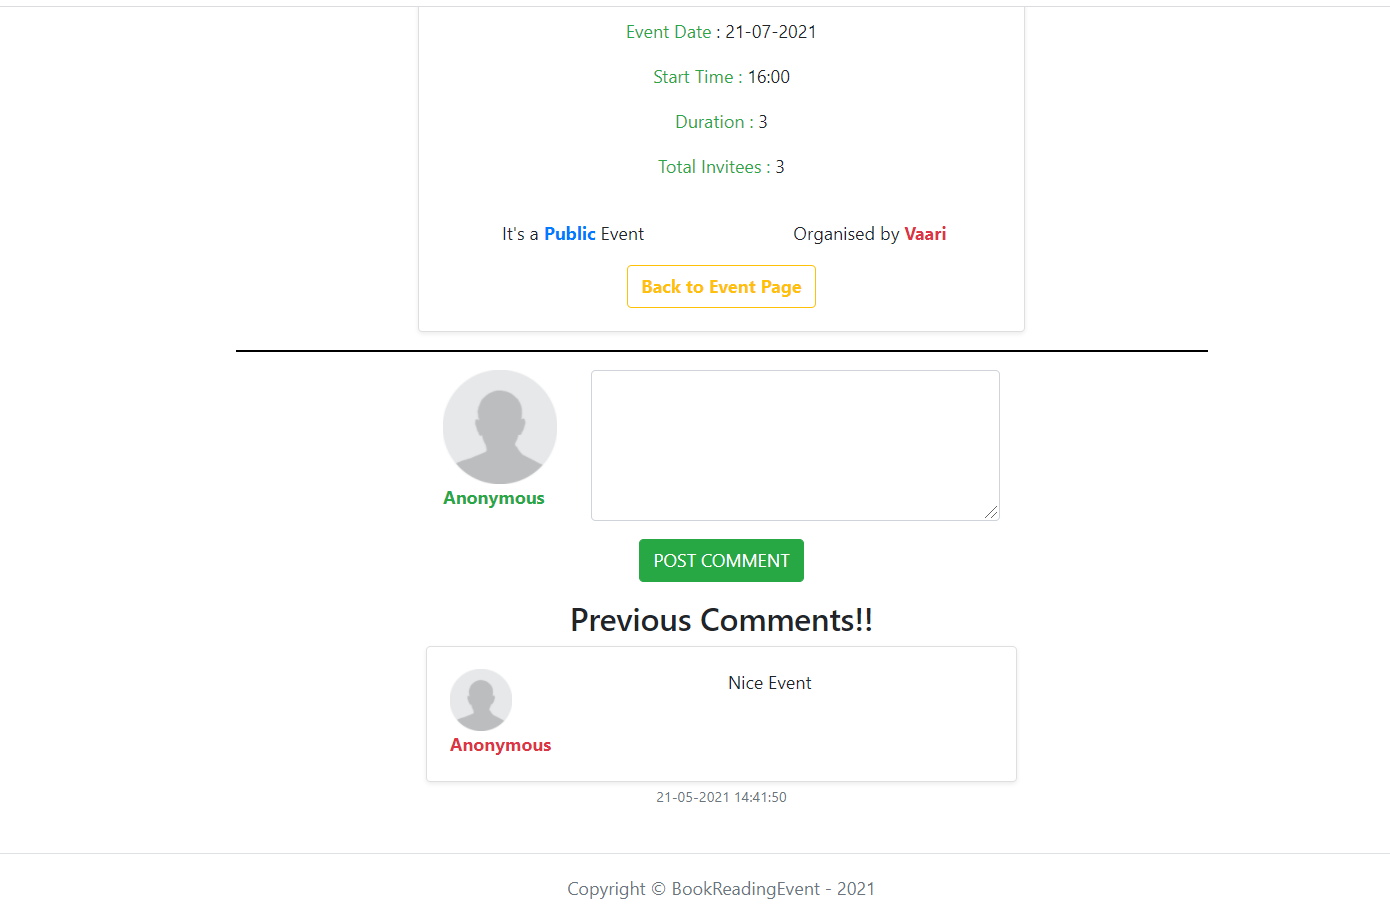 Event Date : 21-07-2021
Start Time : 16:00
Duration : 3
Total Invitees : 3
It's a Public Event
Organised by Vaari
Back to Event Page
Anonymous
POST COMMENT
Previous Comments!!
Nice Event
Anonymous
21-05-2021 14:41:50
Copyright © BookReadingEvent - 2021